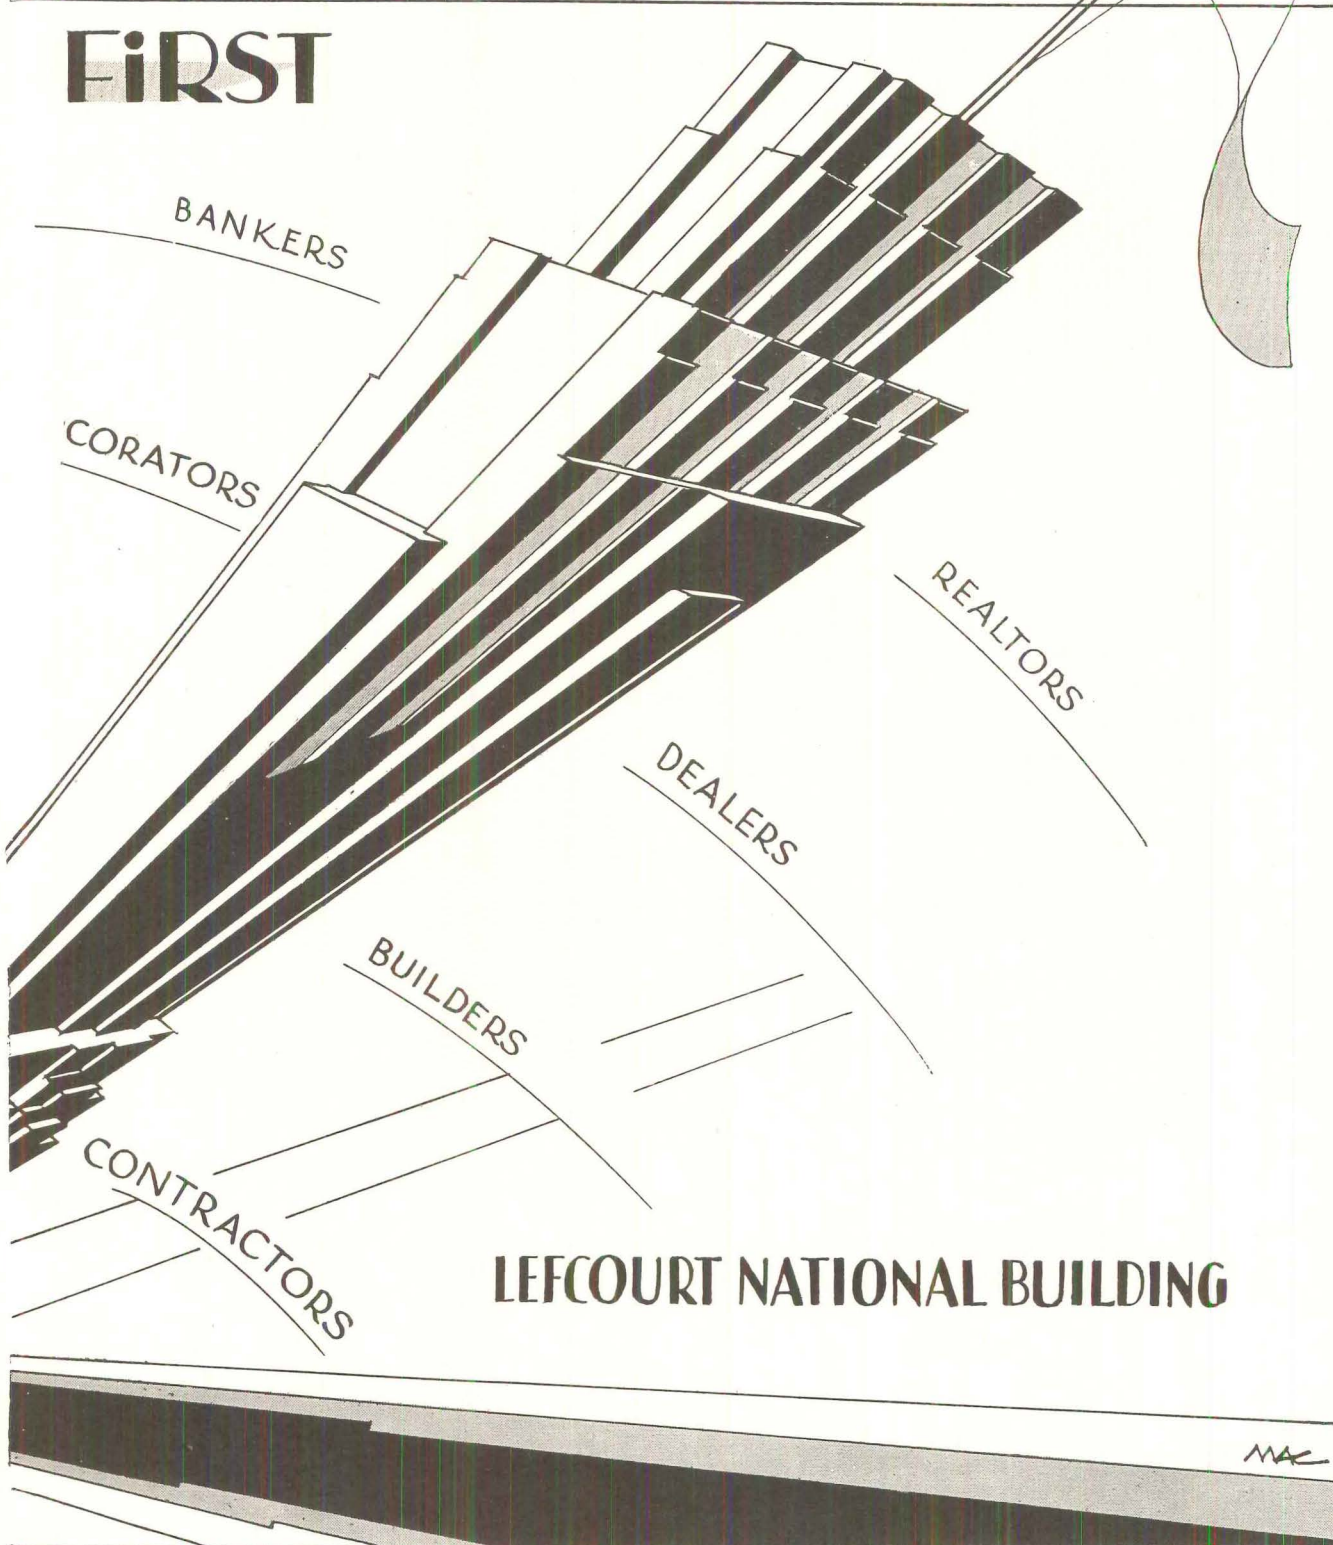 FiRST
BANKERS
CORATORS
REALTORS
DEALERS
BUILDERS
CONTRACTORS
LEFCOURT NATIONAL BUILDING
MAC